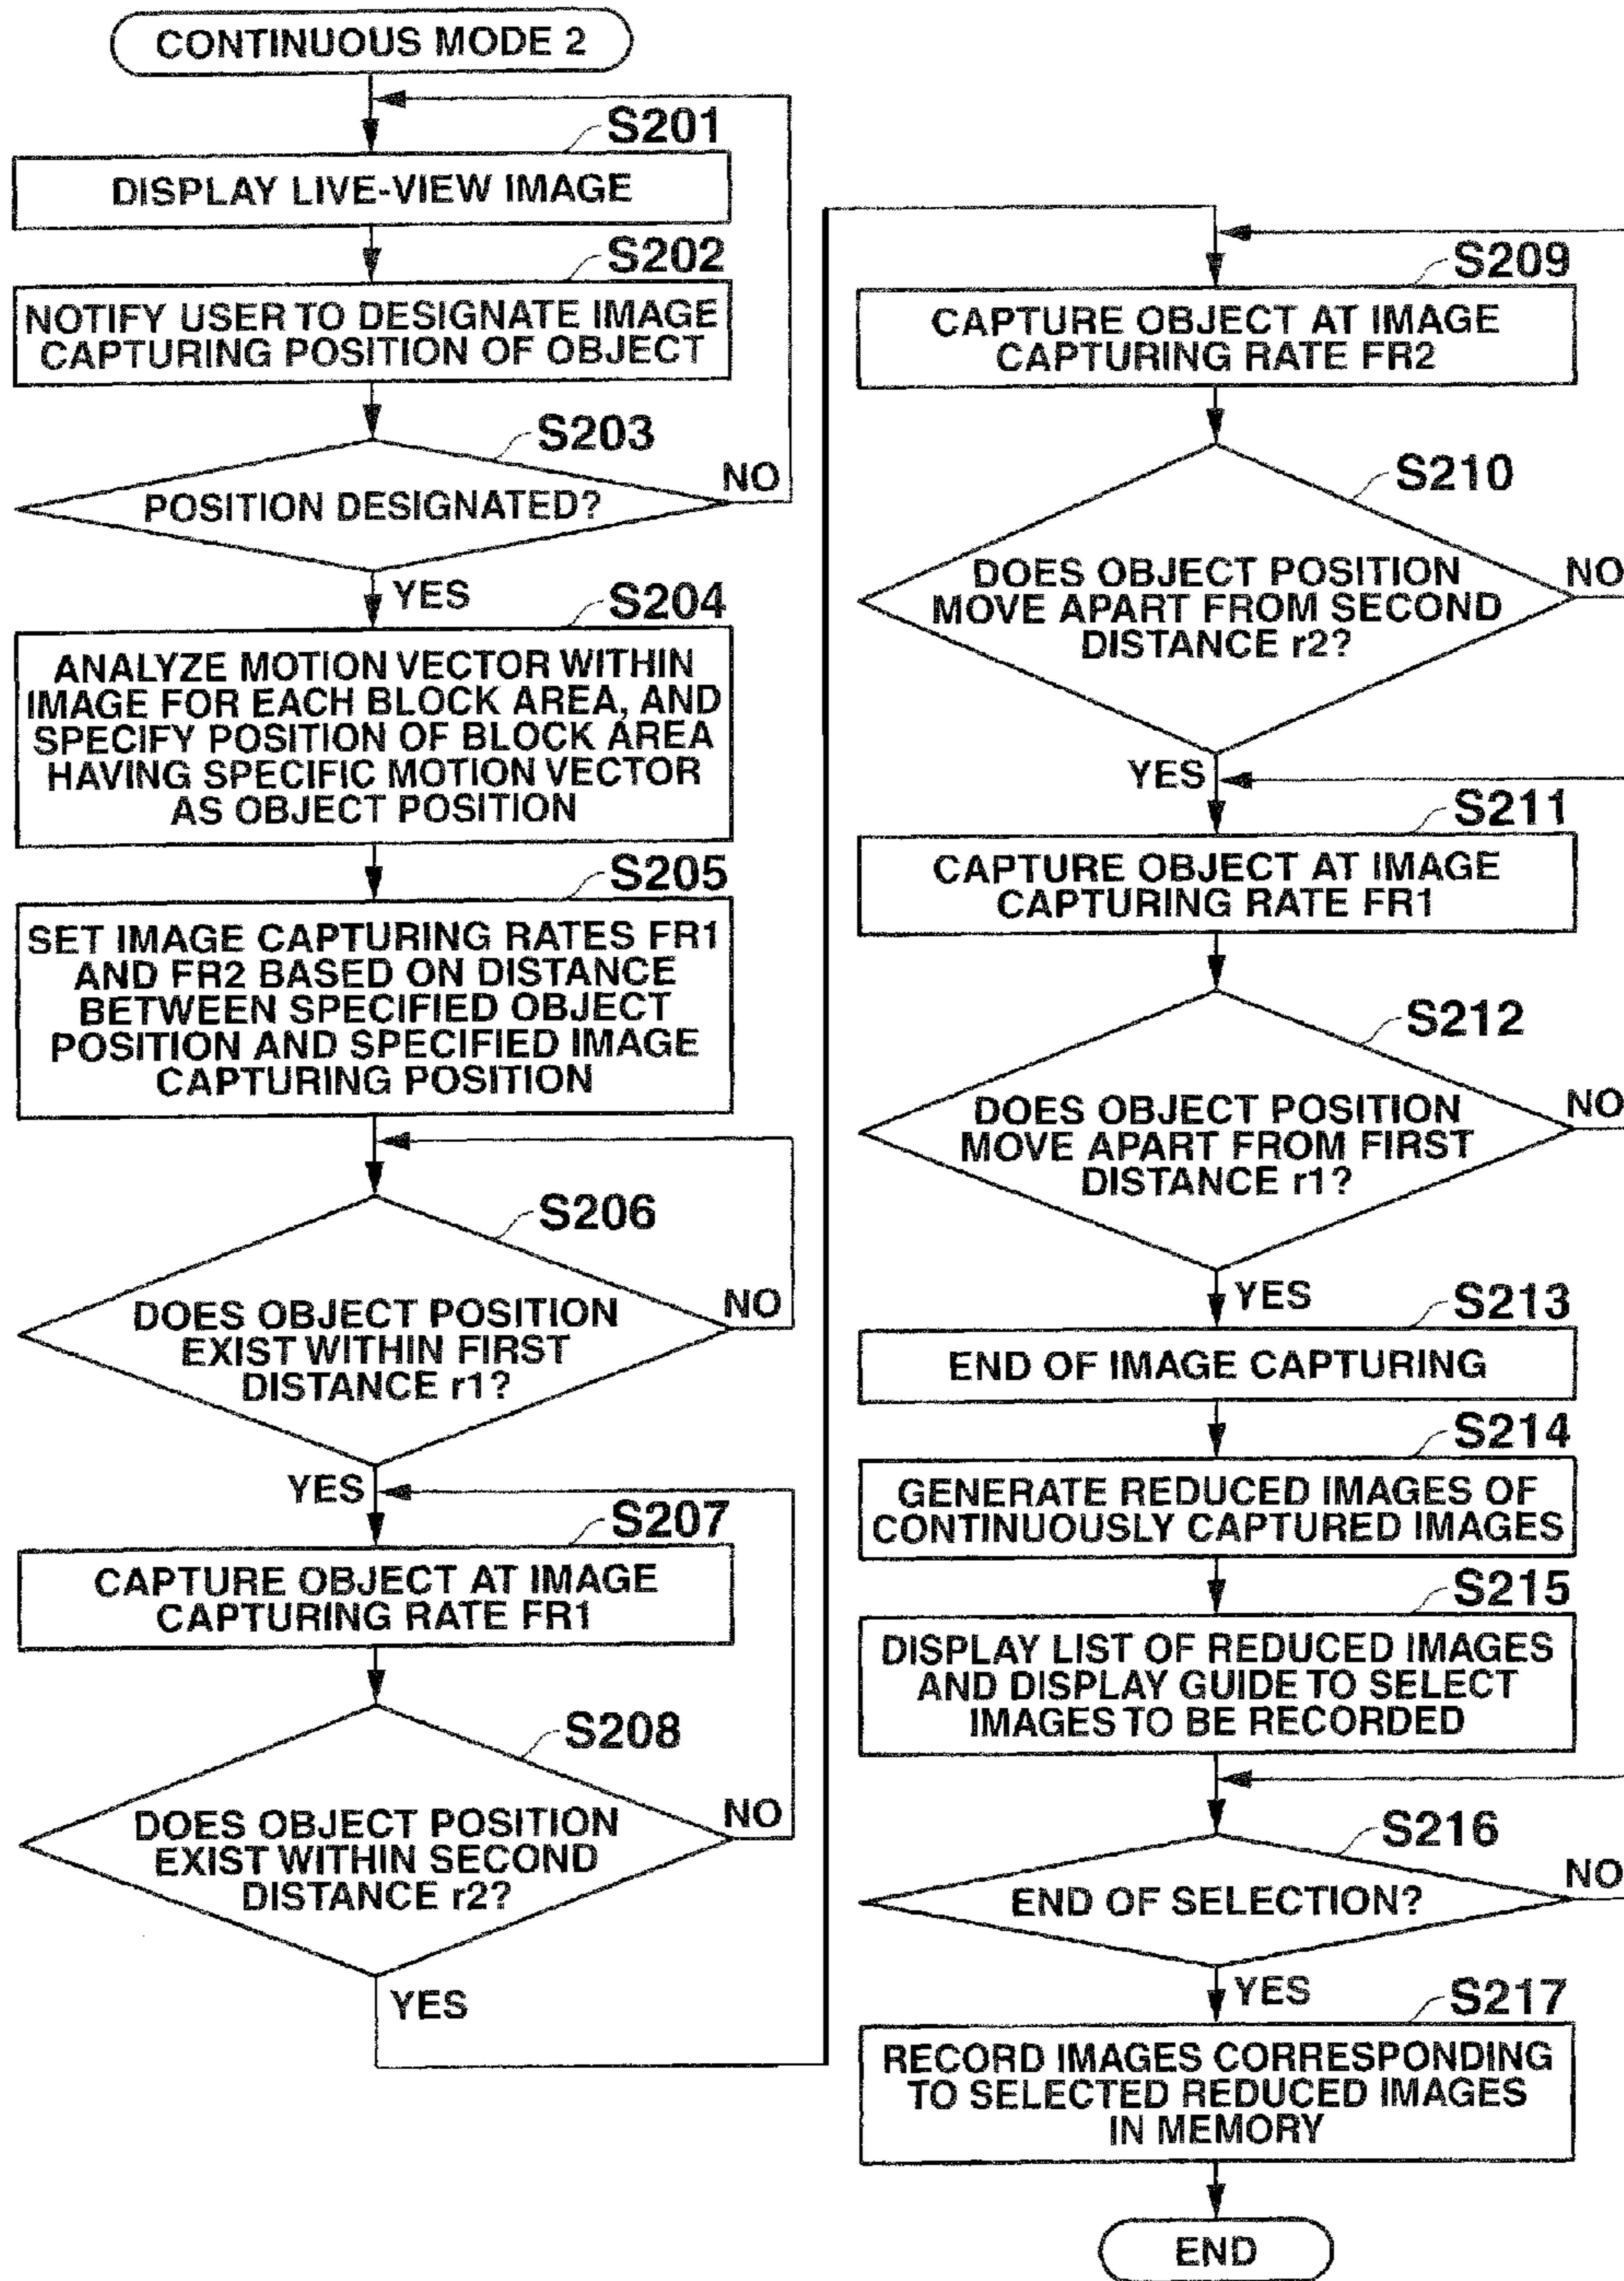 CONTINUOUS MODE 2
S201
DISPLAY LIVE-VIEW IMAGE
S202
NOTIFY USER TO DESIGNATE IMAGE
CAPTURING POSITION OF OBJECT
S203
POSITION DESIGNATED?
NO
YES
S204
ANALYZE MOTION VECTOR WITHIN
IMAGE FOR EACH BLOCK AREA, AND
SPECIFY POSITION OF BLOCK AREA
HAVING SPECIFIC MOTION VECTOR
AS OBJECT POSITION
S205
SET IMAGE CAPTURING RATES FR1
AND FR2 BASED ON DISTANCE
BETWEEN SPECIFIED OBJECT
POSITION AND SPECIFIED IMAGE
CAPTURING POSITION
S206
DOES OBJECT POSITION
EXIST WITHIN FIRST
DISTANCE r1?
NO
YES
S207
CAPTURE OBJECT AT IMAGE
CAPTURING RATE FR1
S208
DOES OBJECT POSITION
EXIST WITHIN SECOND
DISTANCE r2?
NO
YES
S209
CAPTURE OBJECT AT IMAGE
CAPTURING RATE FR2
S210
DOES OBJECT POSITION
MOVE APART FROM SECOND
DISTANCE r2?
NO
YES
S211
CAPTURE OBJECT AT IMAGE
CAPTURING RATE FR1
S212
DOES OBJECT POSITION
MOVE APART FROM FIRST
DISTANCE r1?
NO
YES
S213
END OF IMAGE CAPTURING
S214
GENERATE REDUCED IMAGES OF
CONTINUOUSLY CAPTURED IMAGES
S215
DISPLAY LIST OF REDUCED IMAGES
AND DISPLAY GUIDE TO SELECT
IMAGES TO BE RECORDED
S216
END OF SELECTION?
NO
YES
S217
RECORD IMAGES CORRESPONDING
TO SELECTED REDUCED IMAGES
IN MEMORY
END